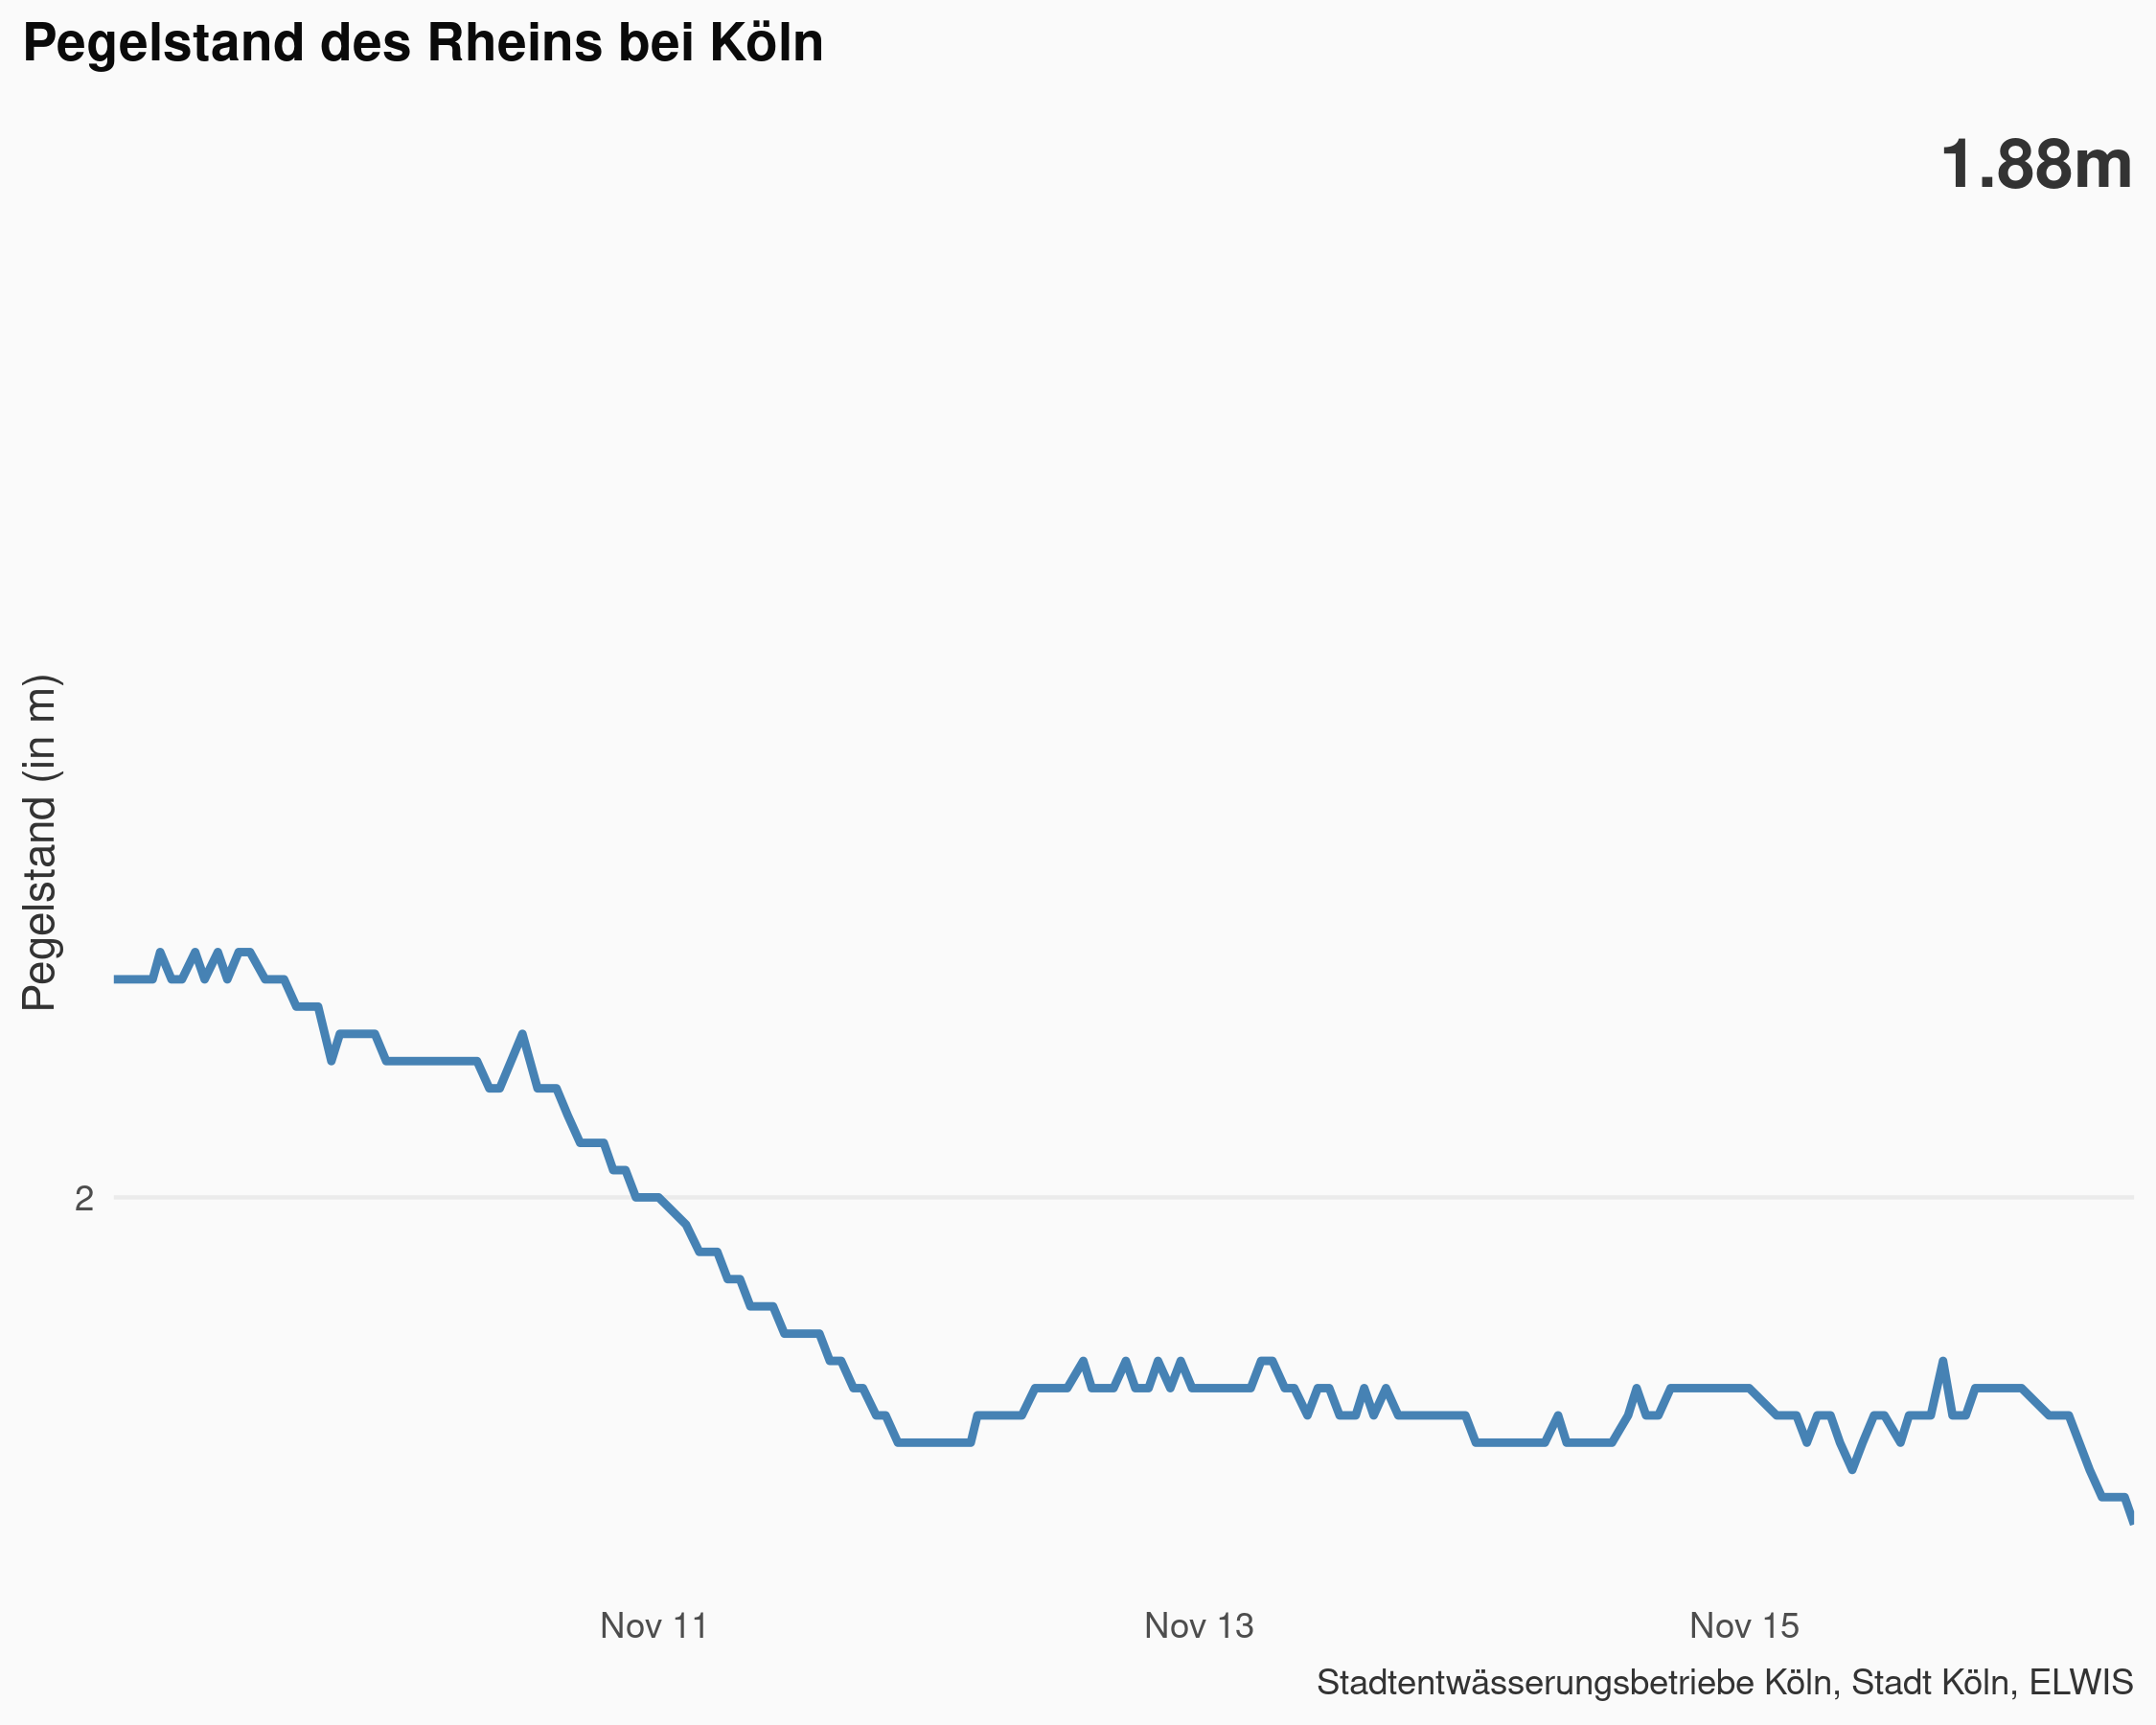 Pegelstand des Rheins bei Köln
1.88m
Pegelstand (in m)
2
Nov 11
Nov 13
Nov 15
Stadtentwässerungsbetriebe Köln, Stadt Köln, ELWIS